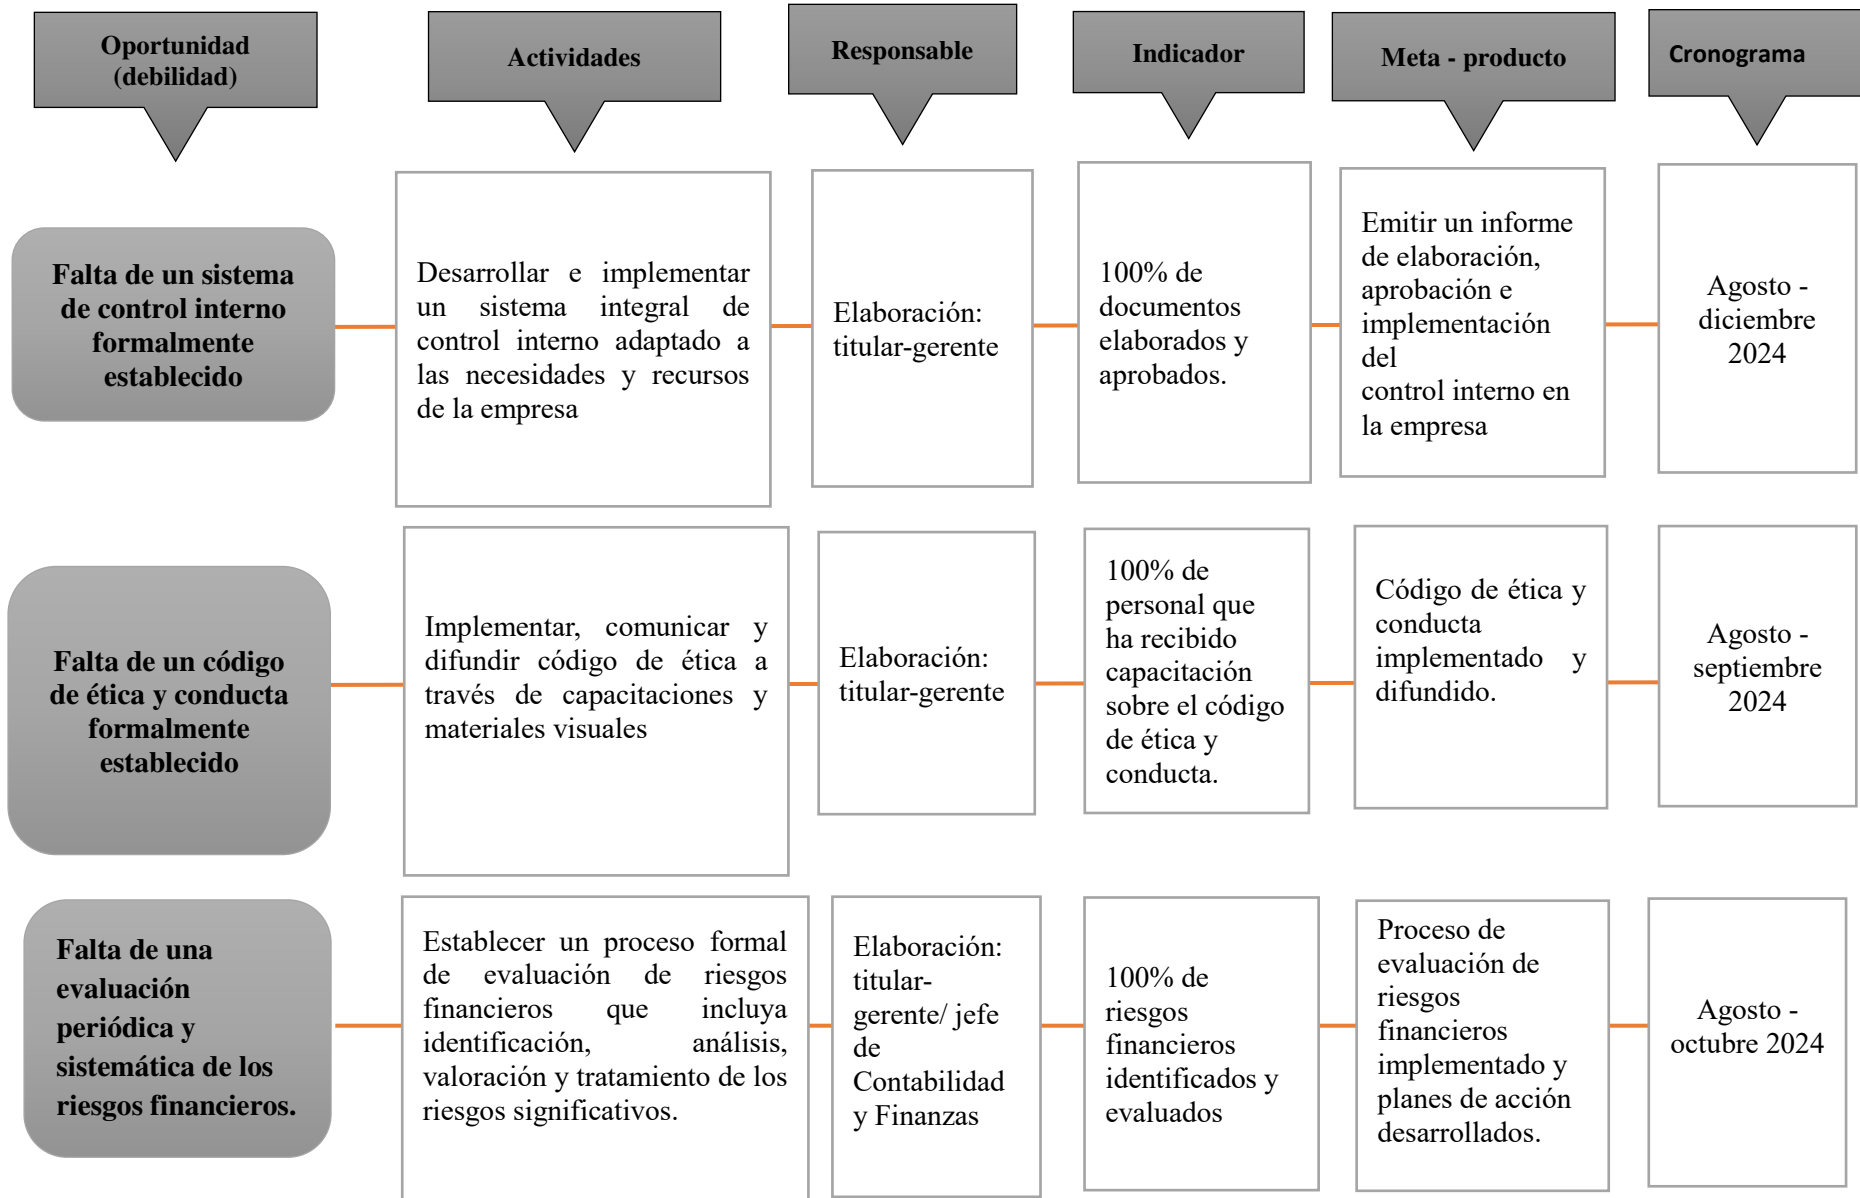 Oportunidad
(debilidad)
Actividades
Responsable
Indicador
Meta - producto
Cronograma
Falta de un sistema
de control interno
formalmente
establecido
Desarrollar e implementar
un sistema integral de
control interno adaptado a
las necesidades y recursos
de la empresa
Elaboración:
titular-gerente
100% de
documentos
elaborados y
aprobados.
Emitir un informe
de elaboración,
aprobación e
implementación
del
control interno en
la empresa
Agosto -
diciembre
2024
Falta de un código
de ética y conducta
formalmente
establecido
Implementar, comunicar y
difundir código de ética a
través de capacitaciones y
materiales visuales
Elaboración:
titular-gerente
100% de
personal que
ha recibido
capacitación
sobre el código
de ética y
conducta.
Código de ética y
conducta
implementado y
difundido.
Agosto -
septiembre
2024
Falta de una
evaluación
periódica y
sistemática de los
riesgos financieros.
Establecer un proceso formal
de evaluación de riesgos
financieros que incluya
identificación, análisis,
valoración y tratamiento de los
riesgos significativos.
Elaboración:
titular-
gerente/ jefe
de
Contabilidad
y Finanzas
100% de
riesgos
financieros
identificados y
evaluados
Proceso de
evaluación de
riesgos
financieros
implementado y
planes de acción
desarrollados.
Agosto -
octubre 2024